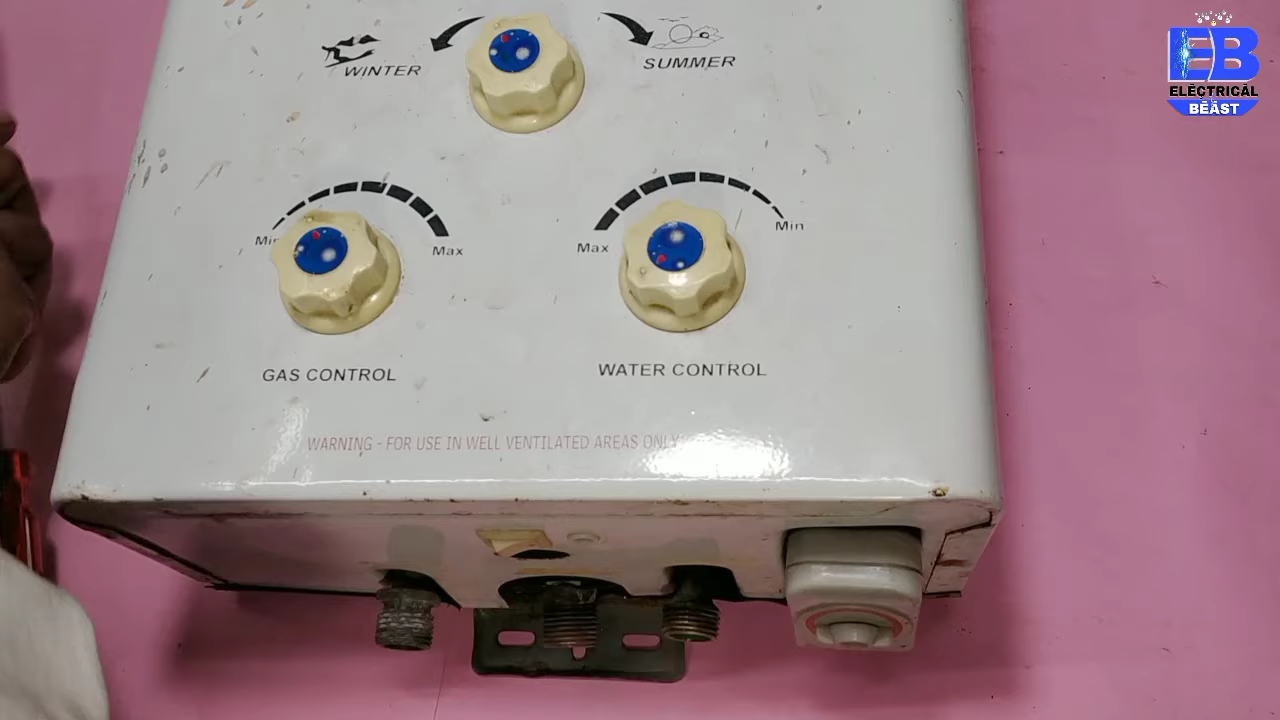 WINTER
SUMMER
Min
Max
Max
Min
GAS CONTROL
WATER CONTROL
WARNING - FOR USE IN WELL VENTILATED AREAS ONLY
EB
ELECTRICAL
BEAST